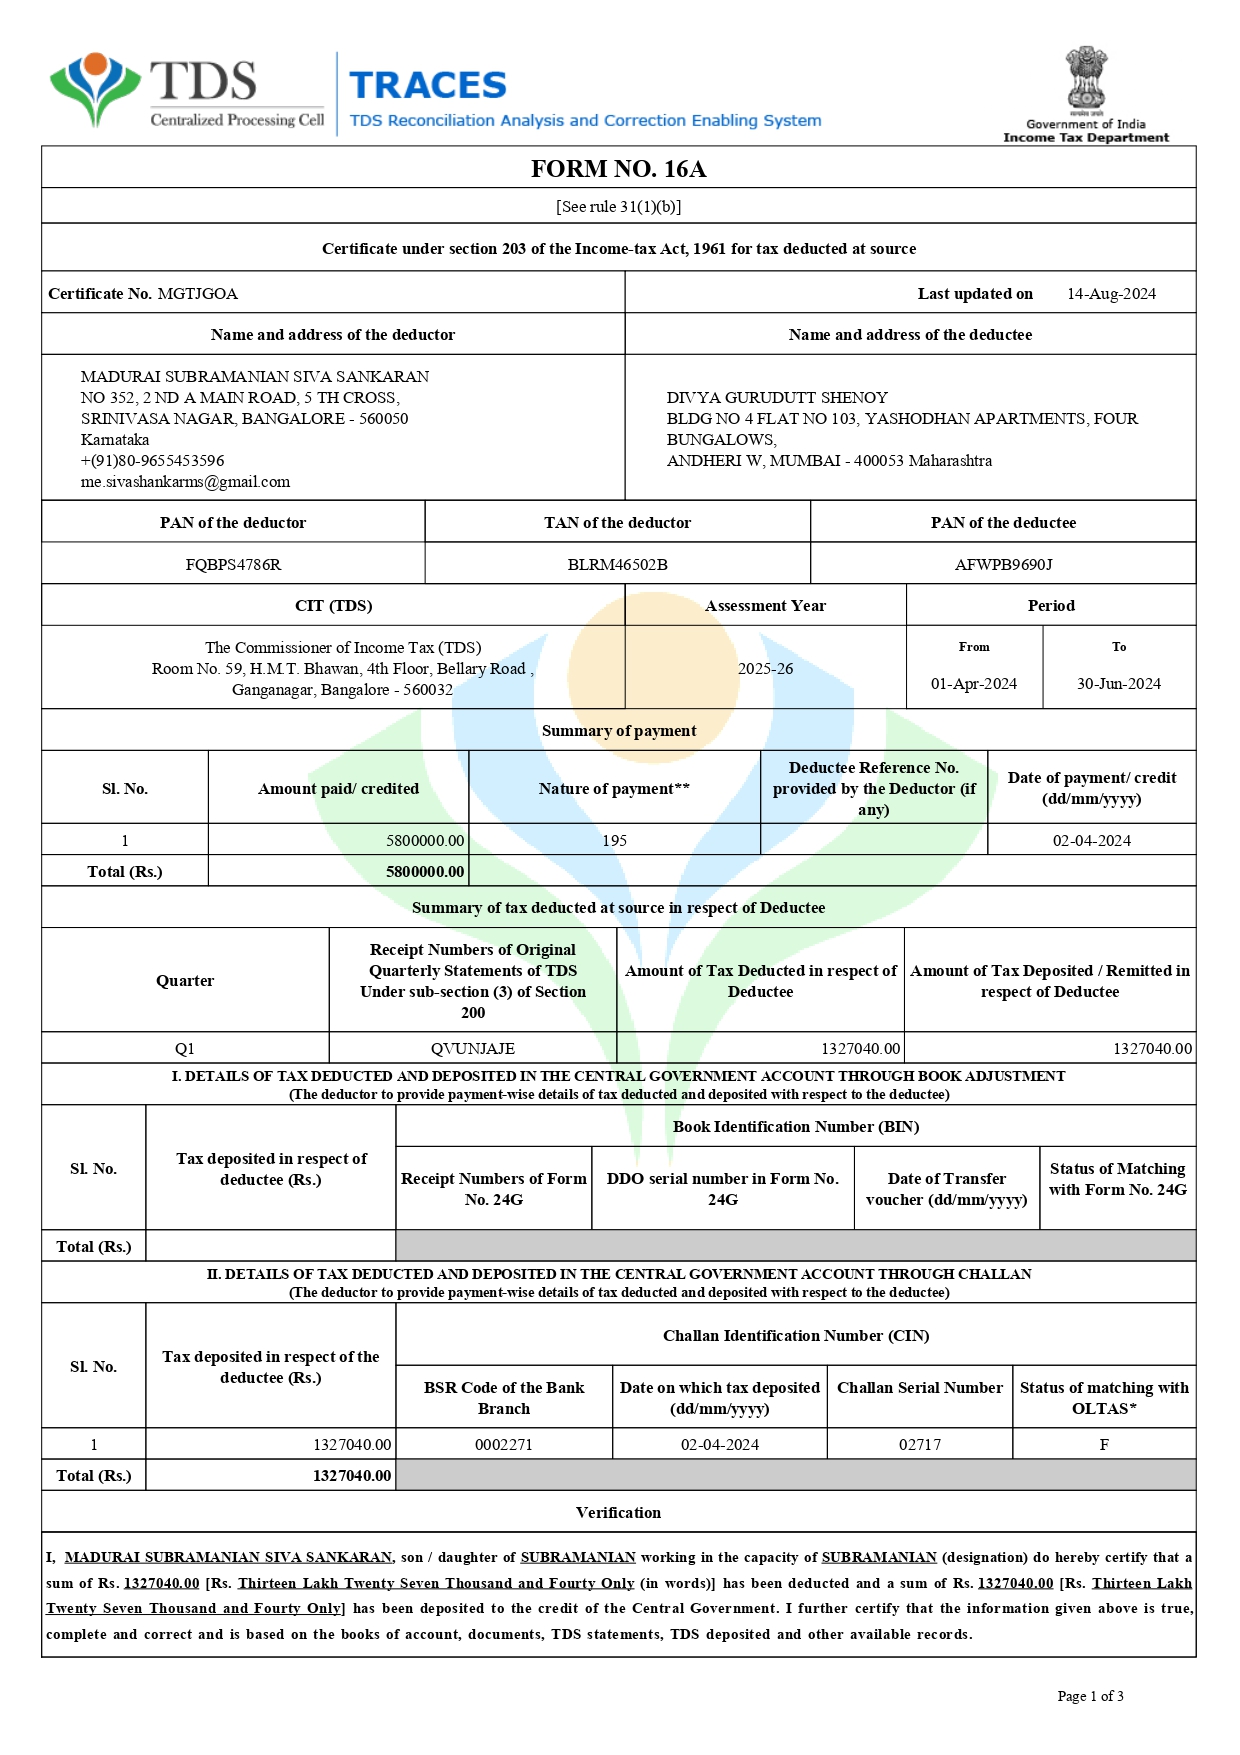 TDS
Centralized Processing Cell
TRACES
TDS Reconciliation Analysis and Correction Enabling System
सत्यमेव जयते
Government of India
Income Tax Department
FORM NO. 16A
[See rule 31(1)(b)]
Certificate under section 203 of the Income-tax Act, 1961 for tax deducted at source
Certificate No. MGTJGOA
Last updated on 14-Aug-2024
Name and address of the deductor
Name and address of the deductee
MADURAI SUBRAMANIAN SIVA SANKARAN
NO 352, 2 ND A MAIN ROAD, 5 TH CROSS,
SRINIVASA NAGAR, BANGALORE - 560050
Karnataka
+(91)80-9655453596
me.sivashankarms@gmail.com
DIVYA GURUDUTT SHENOY
BLDG NO 4 FLAT NO 103, YASHODHAN APARTMENTS, FOUR
BUNGALOWS,
ANDHERI W, MUMBAI - 400053 Maharashtra
PAN of the deductor
TAN of the deductor
PAN of the deductee
FQBPS4786R
BLRM46502B
AFWPB9690J
CIT (TDS)
Assessment Year
Period
The Commissioner of Income Tax (TDS)
Room No. 59, H.M.T. Bhawan, 4th Floor, Bellary Road ,
Ganganagar, Bangalore - 560032
2025-26
From
01-Apr-2024
To
30-Jun-2024
Summary of payment
Sl. No.
Amount paid/ credited
Nature of payment**
Deductee Reference No.
provided by the Deductor (if
any)
Date of payment/ credit
(dd/mm/yyyy)
1
5800000.00
195
02-04-2024
Total (Rs.)
5800000.00
Summary of tax deducted at source in respect of Deductee
Quarter
Receipt Numbers of Original
Quarterly Statements of TDS
Under sub-section (3) of Section
200
Amount of Tax Deducted in respect of
Deductee
Amount of Tax Deposited / Remitted in
respect of Deductee
Q1
QVUNJAJE
1327040.00
1327040.00
I. DETAILS OF TAX DEDUCTED AND DEPOSITED IN THE CENTRAL GOVERNMENT ACCOUNT THROUGH BOOK ADJUSTMENT
(The deductor to provide payment-wise details of tax deducted and deposited with respect to the deductee)
Sl. No.
Tax deposited in respect of
deductee (Rs.)
Book Identification Number (BIN)
Receipt Numbers of Form
No. 24G
DDO serial number in Form No.
24G
Date of Transfer
voucher (dd/mm/yyyy)
Status of Matching
with Form No. 24G
Total (Rs.)
II. DETAILS OF TAX DEDUCTED AND DEPOSITED IN THE CENTRAL GOVERNMENT ACCOUNT THROUGH CHALLAN
(The deductor to provide payment-wise details of tax deducted and deposited with respect to the deductee)
Sl. No.
Tax deposited in respect of the
deductee (Rs.)
Challan Identification Number (CIN)
BSR Code of the Bank
Branch
Date on which tax deposited
(dd/mm/yyyy)
Challan Serial Number
Status of matching with
OLTAS*
1
1327040.00
0002271
02-04-2024
02717
F
Total (Rs.)
1327040.00
Verification
I, MADURAI SUBRAMANIAN SIVA SANKARAN, son / daughter of SUBRAMANIAN working in the capacity of SUBRAMANIAN (designation) do hereby certify that a
sum of Rs. 1327040.00 [Rs. Thirteen Lakh Twenty Seven Thousand and Fourty Only (in words)] has been deducted and a sum of Rs. 1327040.00 [Rs. Thirteen Lakh
Twenty Seven Thousand and Fourty Only] has been deposited to the credit of the Central Government. I further certify that the information given above is true,
complete and correct and is based on the books of account, documents, TDS statements, TDS deposited and other available records.
Page 1 of 3